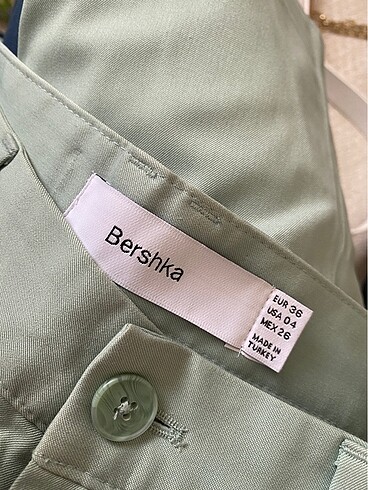 Bershka
EUR 36
USA 04
MEX 26
MADE IN
TURKEY